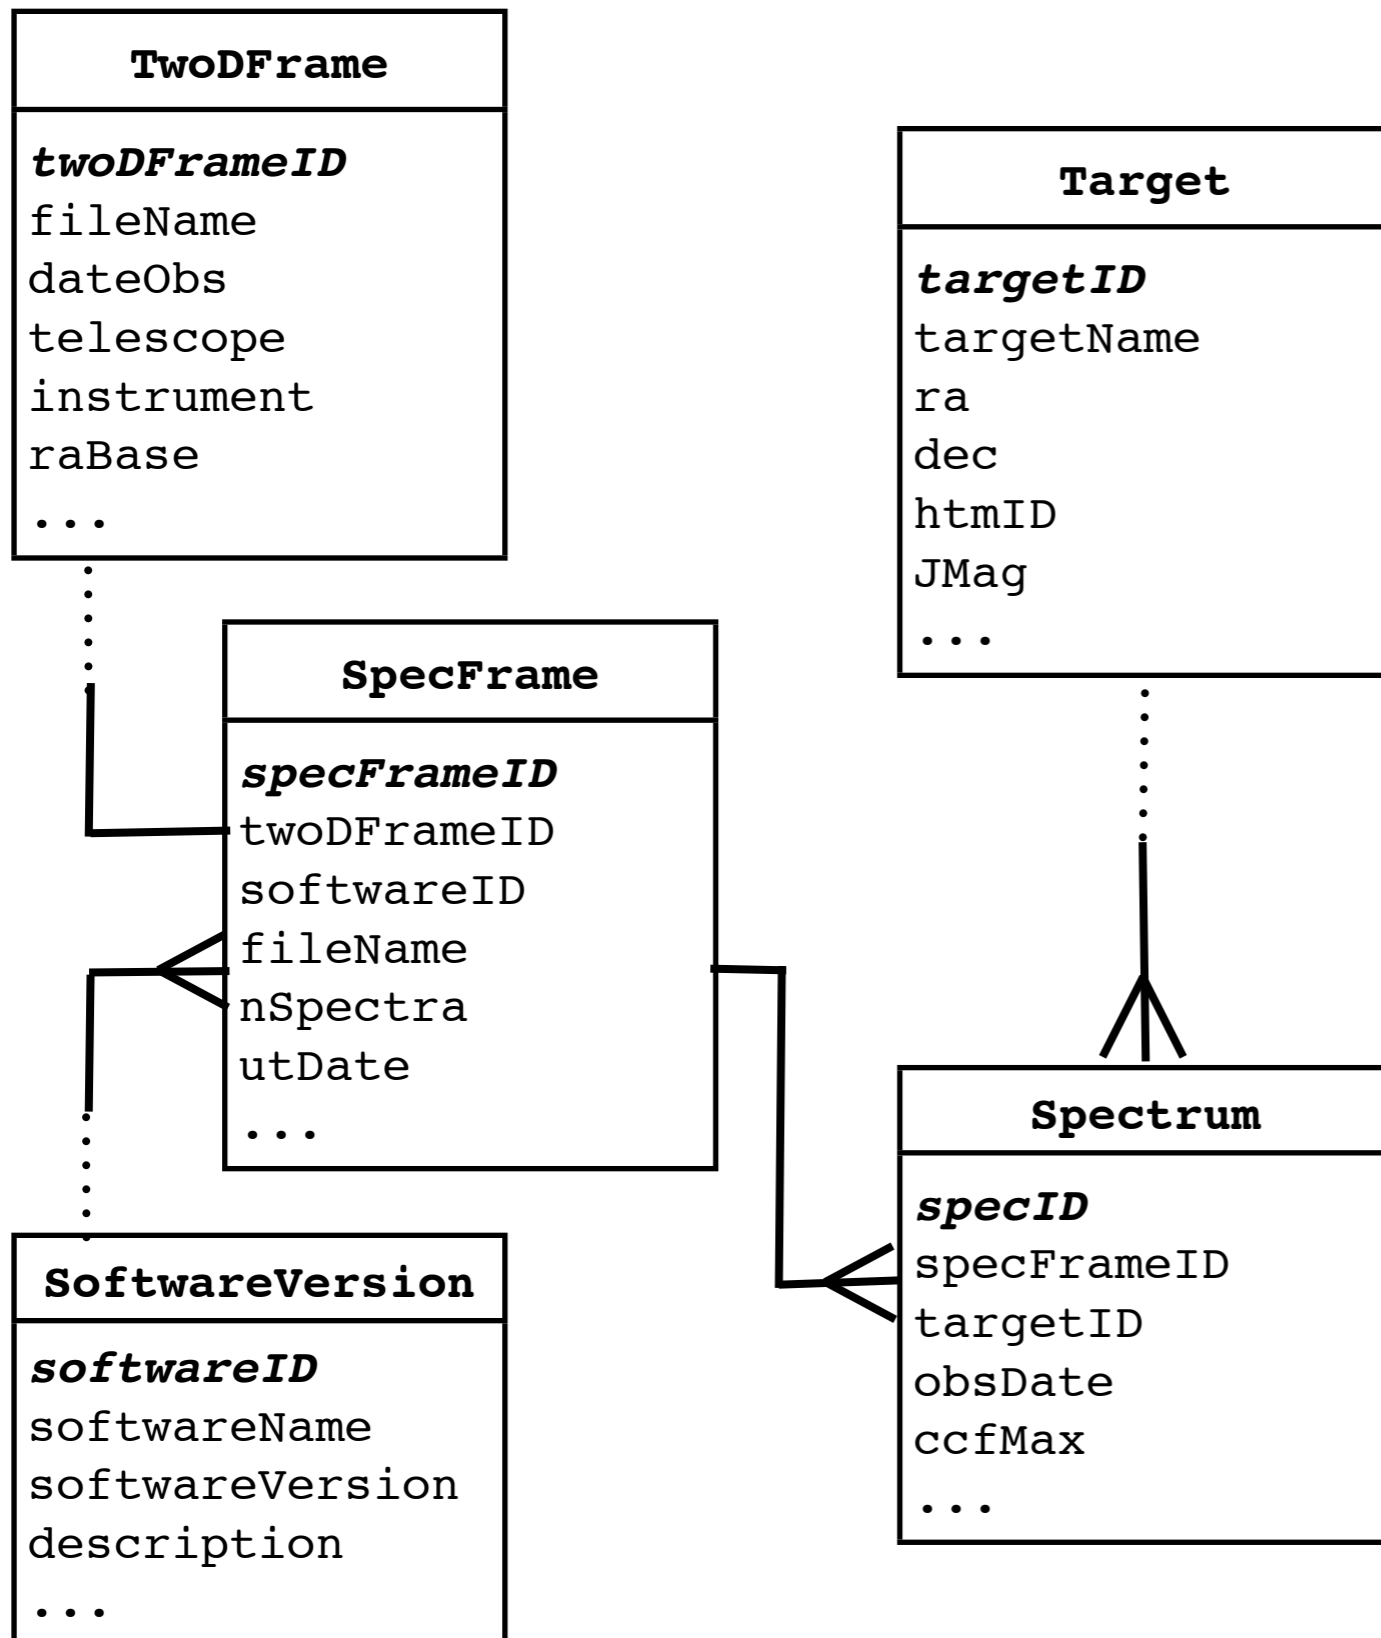 TwoDFrame
twoDFrameID
fileName
dateObs
telescope
instrument
raBase
...
Target
targetID
targetName
ra
dec
htmID
JMag
...
SpecFrame
specFrameID
twoDFrameID
softwareID
fileName
nSpectra
utDate
...
SoftwareVersion
softwareID
softwareName
softwareVersion
description
...
Spectrum
specID
specFrameID
targetID
obsDate
ccfMax
...